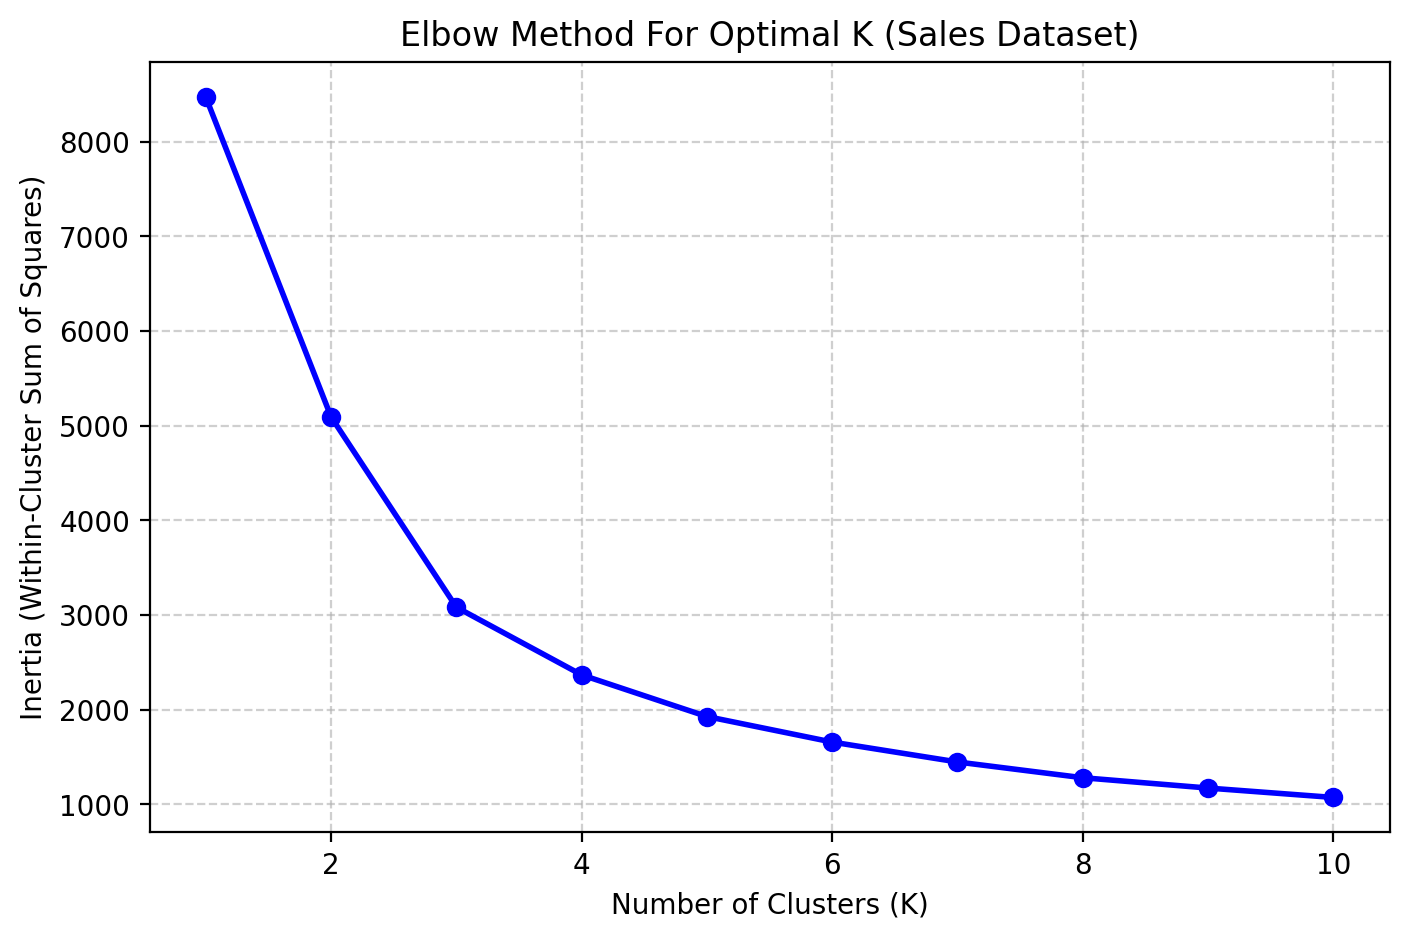 Elbow Method For Optimal K (Sales Dataset)
Inertia (Within-Cluster Sum of Squares)
8000
7000
6000
5000
4000
3000
2000
1000
2 4 6 8 10
Number of Clusters (K)